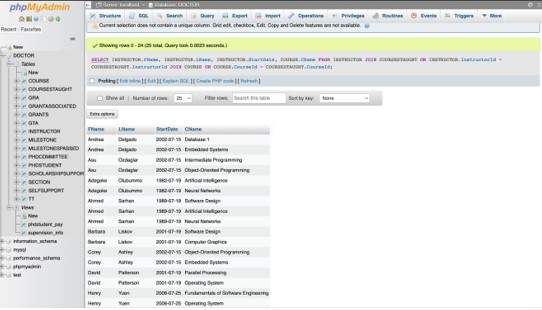 phpMyAdmin
Recent Favorites
New
DOCTOR
Tables
New
COURSE
COURSESTAUGHT
GRA
GRANTASSOCIATED
GRANTS
GTA
INSTRUCTOR
MILESTONE
MILESTONESPASSED
PHDCOMMITTEE
PHDSTUDENT
SCHOLARSHIPSUPPOR
SECTION
SELFSUPPORT
TT
Views
New
phdstudent_pay
supervision_info
information_schema
mysql
performance_schema
phpmyadmin
test
Server: localhost » Database: DOCTOR
Structure SQL Search Query Export Import Operations Privileges Routines Events Triggers More
Current selection does not contain a unique column. Grid edit, checkbox, Edit, Copy and Delete features are not available.
Showing rows 0 - 24 (25 total, Query took 0.0023 seconds.)
SELECT INSTRUCTOR.FName, INSTRUCTOR.LName, INSTRUCTOR.StartDate, COURSE.CName FROM INSTRUCTOR JOIN COURSESTAUGHT ON INSTRUCTOR.InstructorId =
COURSESTAUGHT.InstructorId JOIN COURSE ON COURSE.CourseId = COURSESTAUGHT.CourseId;
Profiling [ Edit inline ] [ Edit ] [ Explain SQL ] [ Create PHP code ] [ Refresh ]
Show all Number of rows: 25 Filter rows: Search this table Sort by key: None
Extra options
FName LName StartDate CName
Andrea Delgado 2002-07-15 Database 1
Andrea Delgado 2002-07-15 Embedded Systems
Asu Ozdaglar 2002-07-15 Intermediate Programming
Asu Ozdaglar 2002-07-15 Object-Oriented Programming
Adegoke Olubummo 1982-07-19 Artificial Intelligence
Adegoke Olubummo 1982-07-19 Neural Networks
Ahmed Sarhan 1989-07-19 Software Design
Ahmed Sarhan 1989-07-19 Artificial Intelligence
Ahmed Sarhan 1989-07-19 Neural Networks
Barbara Liskov 2001-07-19 Software Design
Barbara Liskov 2001-07-19 Computer Graphics
Corey Ashley 2002-07-15 Object-Oriented Programming
Corey Ashley 2002-07-15 Embedded Systems
David Patterson 2001-07-19 Parallel Processing
David Patterson 2001-07-19 Operating System
Henry Yuen 2008-07-25 Fundamentals of Software Engineering
Henry Yuen 2008-07-25 Operating System